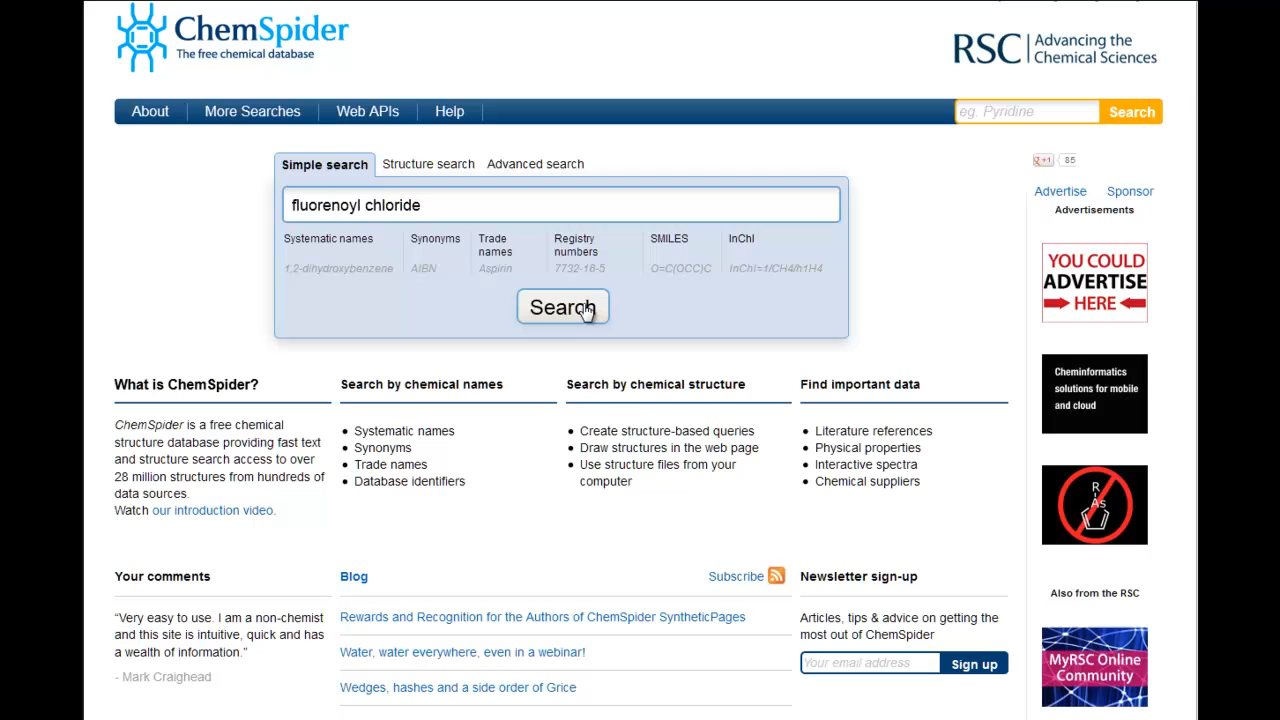 ChemSpider
The free chemical database
RSC Advancing the
Chemical Sciences
About More Searches Web APIs Help
eg. Pyridine Search
Simple search Structure search Advanced search
fluorenoyl chloride
Systematic names Synonyms Trade names Registry numbers SMILES InChI
1,2-dihydroxybenzene AIBN Aspirin 7732-18-5 O=C(OCC)C InChI=1/CH4/h1H4
Search
+1 85
Advertise Sponsor
Advertisements
YOU COULD
ADVERTISE
HERE
Cheminformatics
solutions for mobile
and cloud
R
As
What is ChemSpider?
ChemSpider is a free chemical
structure database providing fast text
and structure search access to over
28 million structures from hundreds of
data sources.
Watch our introduction video.
Search by chemical names
Systematic names
Synonyms
Trade names
Database identifiers
Search by chemical structure
Create structure-based queries
Draw structures in the web page
Use structure files from your
computer
Find important data
Literature references
Physical properties
Interactive spectra
Chemical suppliers
Your comments
“Very easy to use. I am a non-chemist
and this site is intuitive, quick and has
a wealth of information.”
- Mark Craighead
Blog Subscribe
Rewards and Recognition for the Authors of ChemSpider SyntheticPages
Water, water everywhere, even in a webinar!
Wedges, hashes and a side order of Grice
Newsletter sign-up
Articles, tips & advice on getting the
most out of ChemSpider
Your email address Sign up
Also from the RSC
MyRSC Online
Community